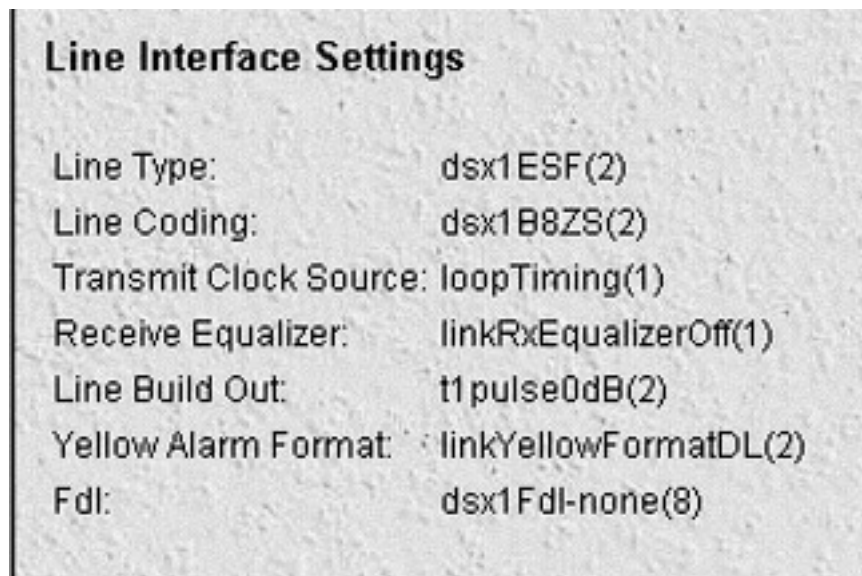 Line Interface Settings
Line Type: dsx1ESF(2)
Line Coding: dsx1B8ZS(2)
Transmit Clock Source: loopTiming(1)
Receive Equalizer: linkRxEqualizerOff(1)
Line Build Out: t1pulse0dB(2)
Yellow Alarm Format: linkYellowFormatDL(2)
Fdl: dsx1Fdl-none(8)